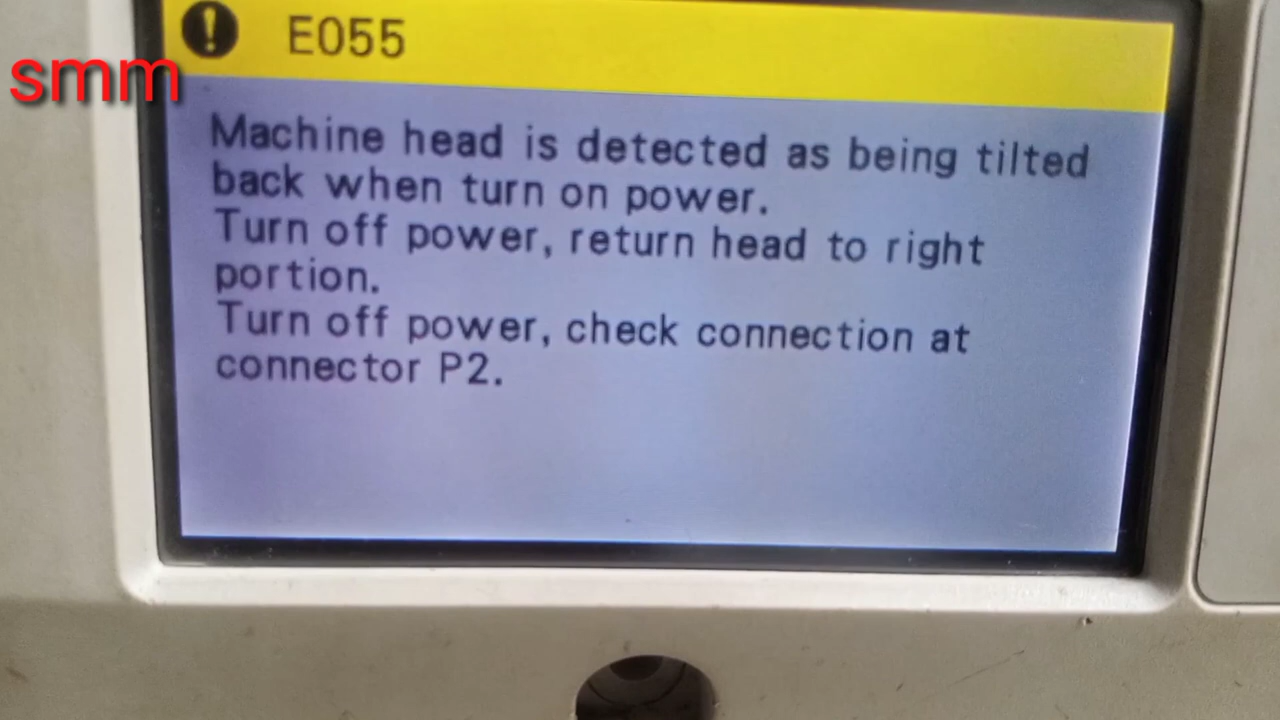 E055
smm
Machine head is detected as being tilted
back when turn on power.
Turn off power, return head to right
portion.
Turn off power, check connection at
connector P2.